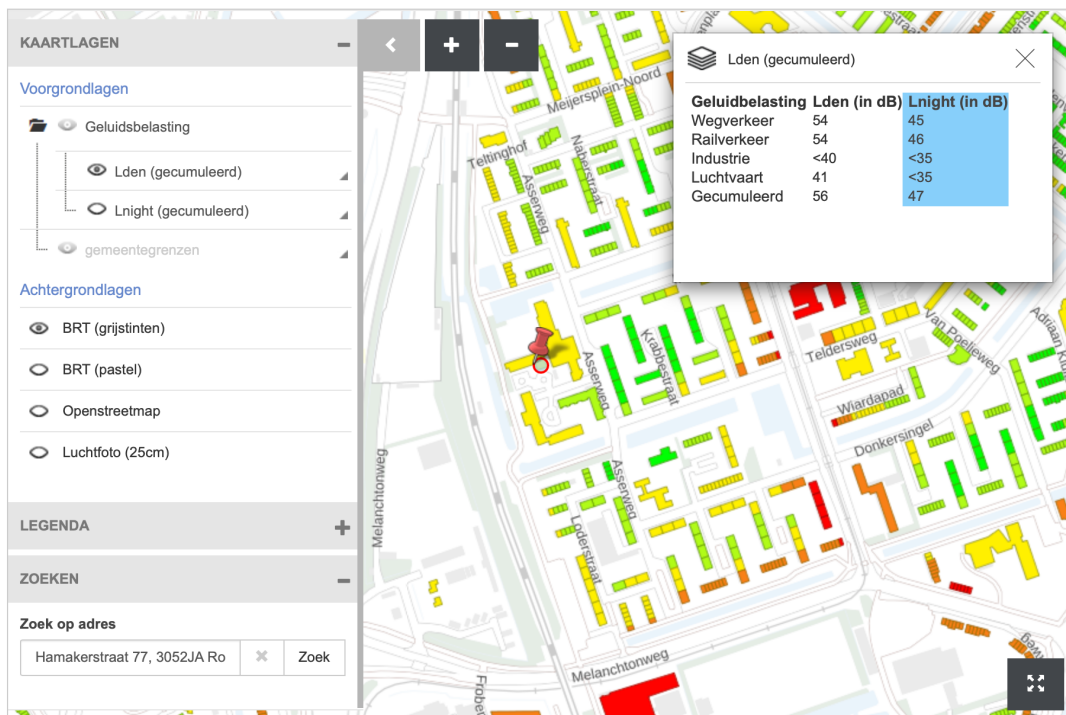 KAARTLAGEN
Voorgrondlagen
Geluidsbelasting
Lden (gecumuleerd)
Lnight (gecumuleerd)
gemeentegrenzen
Achtergrondlagen
BRT (grijstinten)
BRT (pastel)
Openstreetmap
Luchtfoto (25cm)
LEGENDA
ZOEKEN
Zoek op adres
Hamakerstraat 77, 3052JA Ro
Zoek
Lden (gecumuleerd)
Geluidbelasting Lden (in dB) Lnight (in dB)
Wegverkeer 54 45
Railverkeer 54 46
Industrie <40 <35
Luchtvaart 41 <35
Gecumuleerd 56 47
Meijersplein-Noord
Teltinghof
Naberstraat
Asserweg
Asserweg
Krabbestraat
Teldersweg
Van Poelieweg
Wiardapad
Donkersingel
Asserweg
Loderstraat
Melanchtonweg
Melanchtonweg